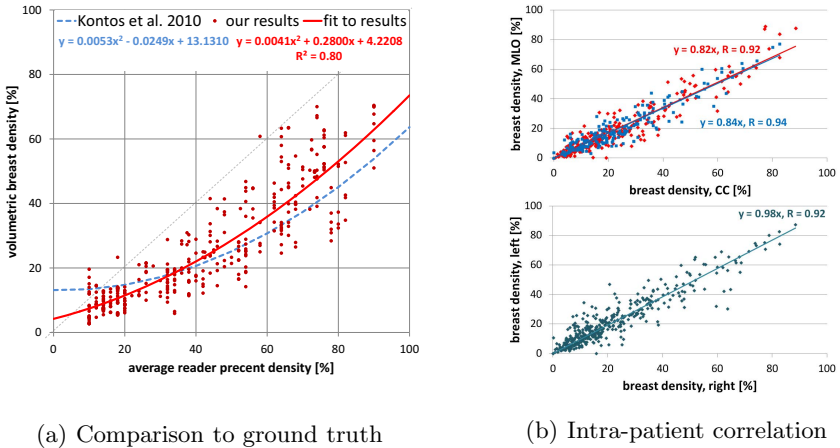 Kontos et al. 2010 our results fit to results
y = 0.0053x² - 0.0249x + 13.1310 y = 0.0041x² + 0.2800x + 4.2208
R² = 0.80
volumetric breast density [%]
80
60
40
20
0
0 20 40 60 80 100
average reader precent density [%]
(a) Comparison to ground truth
breast density, MLO [%]
100
80
60
40
20
0
y = 0.82x, R = 0.92
y = 0.84x, R = 0.94
0 20 40 60 80 100
breast density, CC [%]
breast density, left [%]
100
80
60
40
20
0
y = 0.98x, R = 0.92
0 20 40 60 80 100
breast density, right [%]
(b) Intra-patient correlation